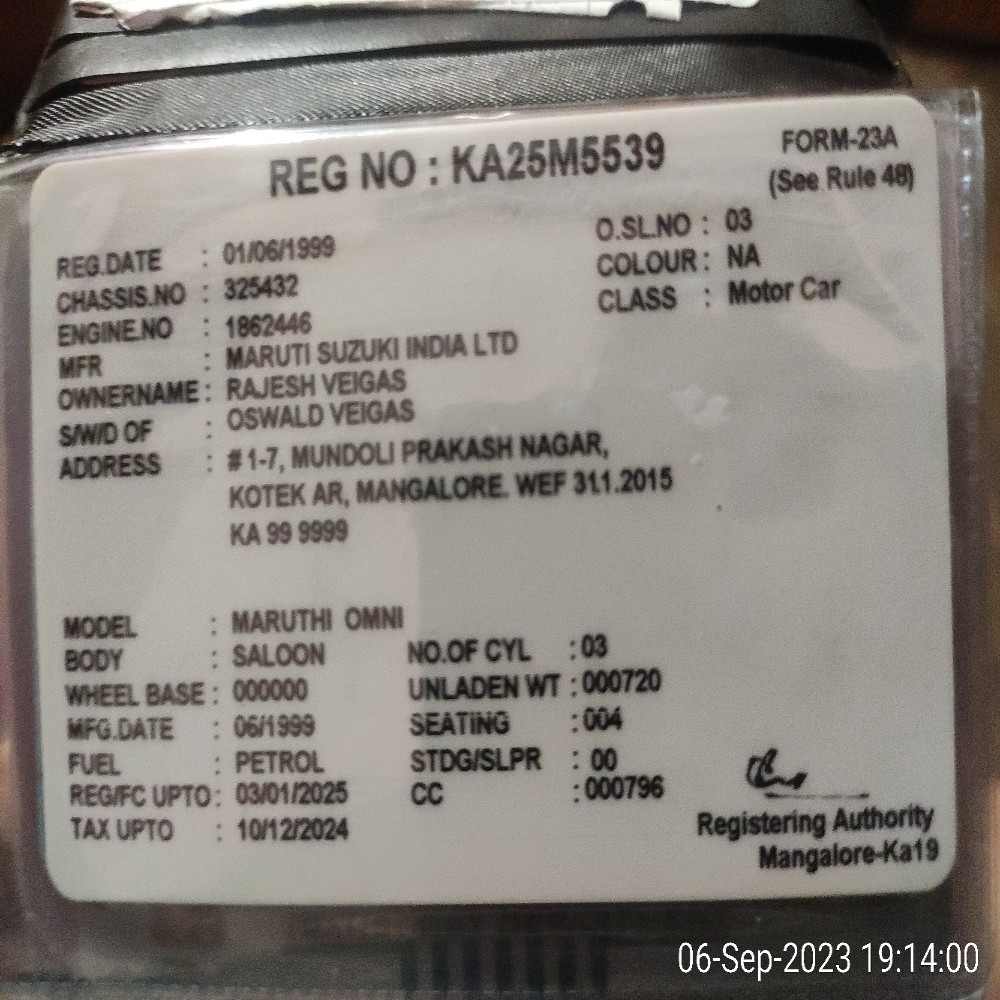 REG NO : KA25M5539
FORM-23A
(See Rule 48)
REG.DATE : 01/06/1999
O.SL.NO : 03
CHASSIS.NO : 325432
COLOUR : NA
ENGINE.NO : 1862446
CLASS : Motor Car
MFR : MARUTI SUZUKI INDIA LTD
OWNERNAME : RAJESH VEIGAS
S/W/D OF : OSWALD VEIGAS
ADDRESS : # 1-7, MUNDOLI PRAKASH NAGAR,
KOTEK AR, MANGALORE. WEF 31.1.2015
KA 99 9999
MODEL : MARUTHI OMNI
BODY : SALOON NO.OF CYL : 03
WHEEL BASE : 000000 UNLADEN WT : 000720
MFG.DATE : 06/1999 SEATING : 004
FUEL : PETROL STDG/SLPR : 00
REG/FC UPTO : 03/01/2025 CC : 000796
TAX UPTO : 10/12/2024
Registering Authority
Mangalore-Ka19
06-Sep-2023 19:14:00